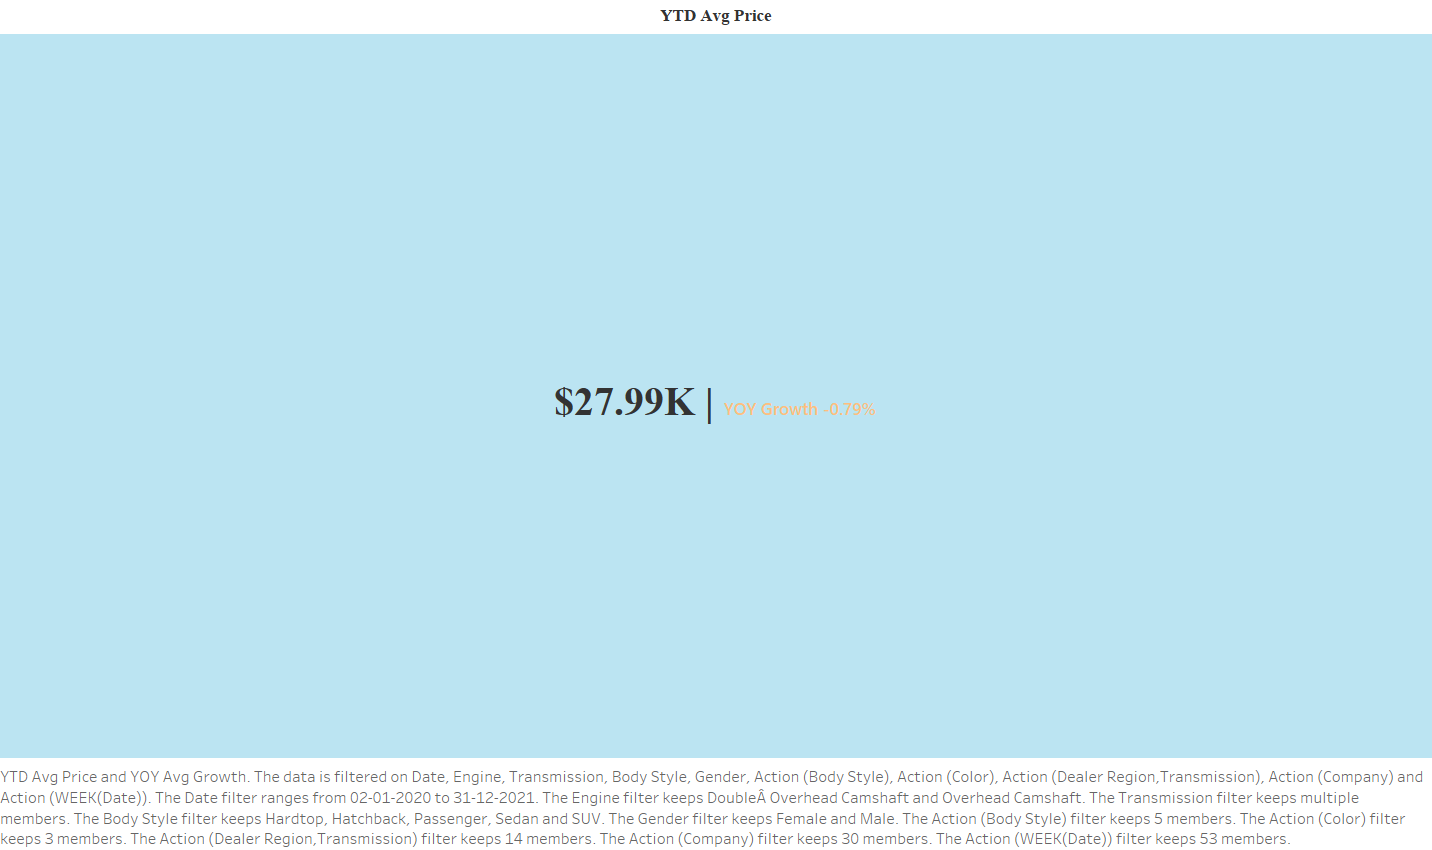 YTD Avg Price
$27.99K | YOY Growth -0.79%
YTD Avg Price and YOY Avg Growth. The data is filtered on Date, Engine, Transmission, Body Style, Gender, Action (Body Style), Action (Color), Action (Dealer Region,Transmission), Action (Company) and
Action (WEEK(Date)). The Date filter ranges from 02-01-2020 to 31-12-2021. The Engine filter keeps DoubleÂ Overhead Camshaft and Overhead Camshaft. The Transmission filter keeps multiple
members. The Body Style filter keeps Hardtop, Hatchback, Passenger, Sedan and SUV. The Gender filter keeps Female and Male. The Action (Body Style) filter keeps 5 members. The Action (Color) filter
keeps 3 members. The Action (Dealer Region,Transmission) filter keeps 14 members. The Action (Company) filter keeps 30 members. The Action (WEEK(Date)) filter keeps 53 members.